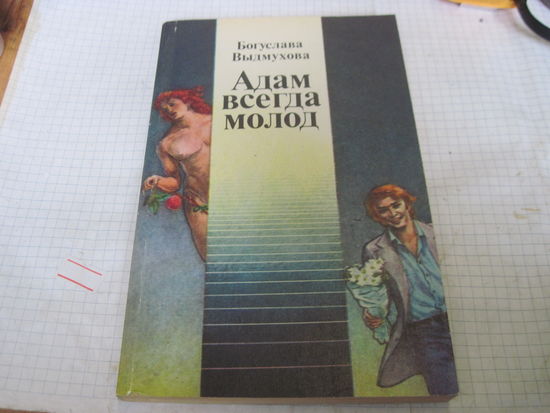 Богуслава
Выдмухова
Адам
всегда
молод